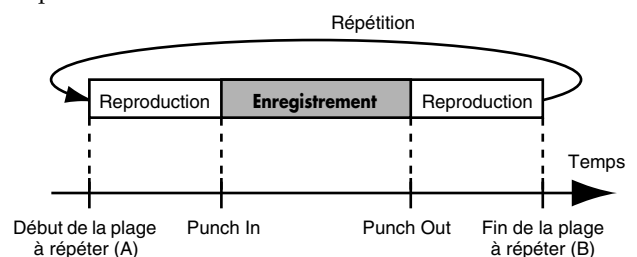 Répétition
Reproduction Enregistrement Reproduction
Temps
Début de la plage à répéter (A)
Punch In
Punch Out
Fin de la plage à répéter (B)